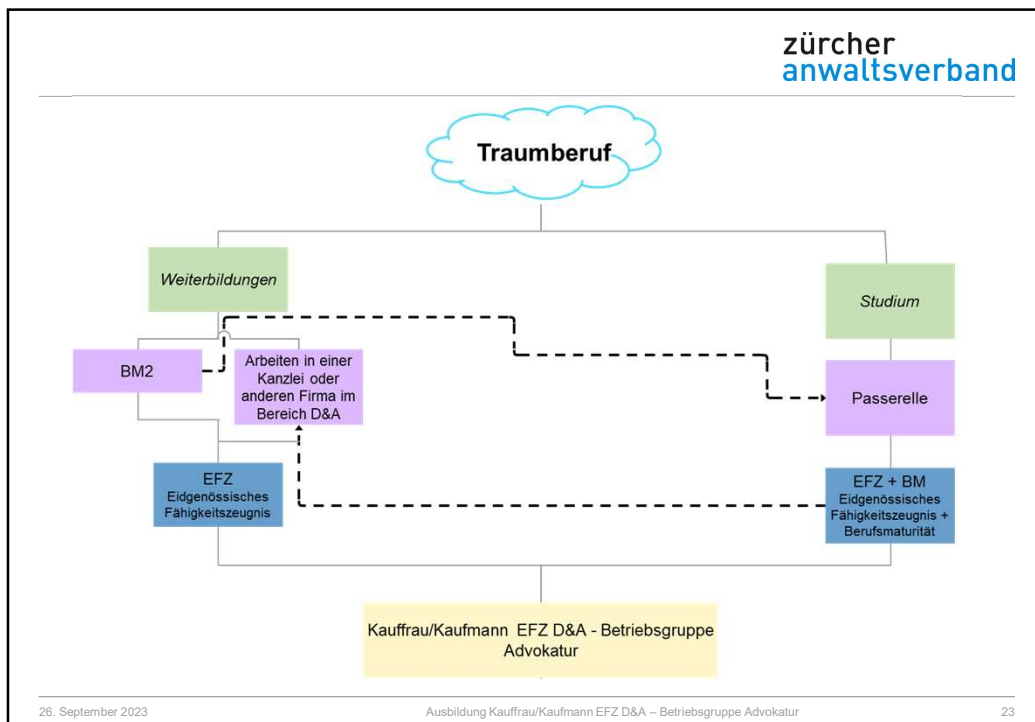 zürcher
anwaltsverband
Traumberuf
Weiterbildungen
Studium
BM2
Arbeiten in einer
Kanzlei oder
anderen Firma im
Bereich D&A
Passerelle
EFZ
Eidgenössisches
Fähigkeitszeugnis
EFZ + BM
Eidgenössisches
Fähigkeitszeugnis +
Berufsmaturität
Kauffrau/Kaufmann EFZ D&A - Betriebsgruppe
Advokatur
26. September 2023
Ausbildung Kauffrau/Kaufmann EFZ D&A – Betriebsgruppe Advokatur
23